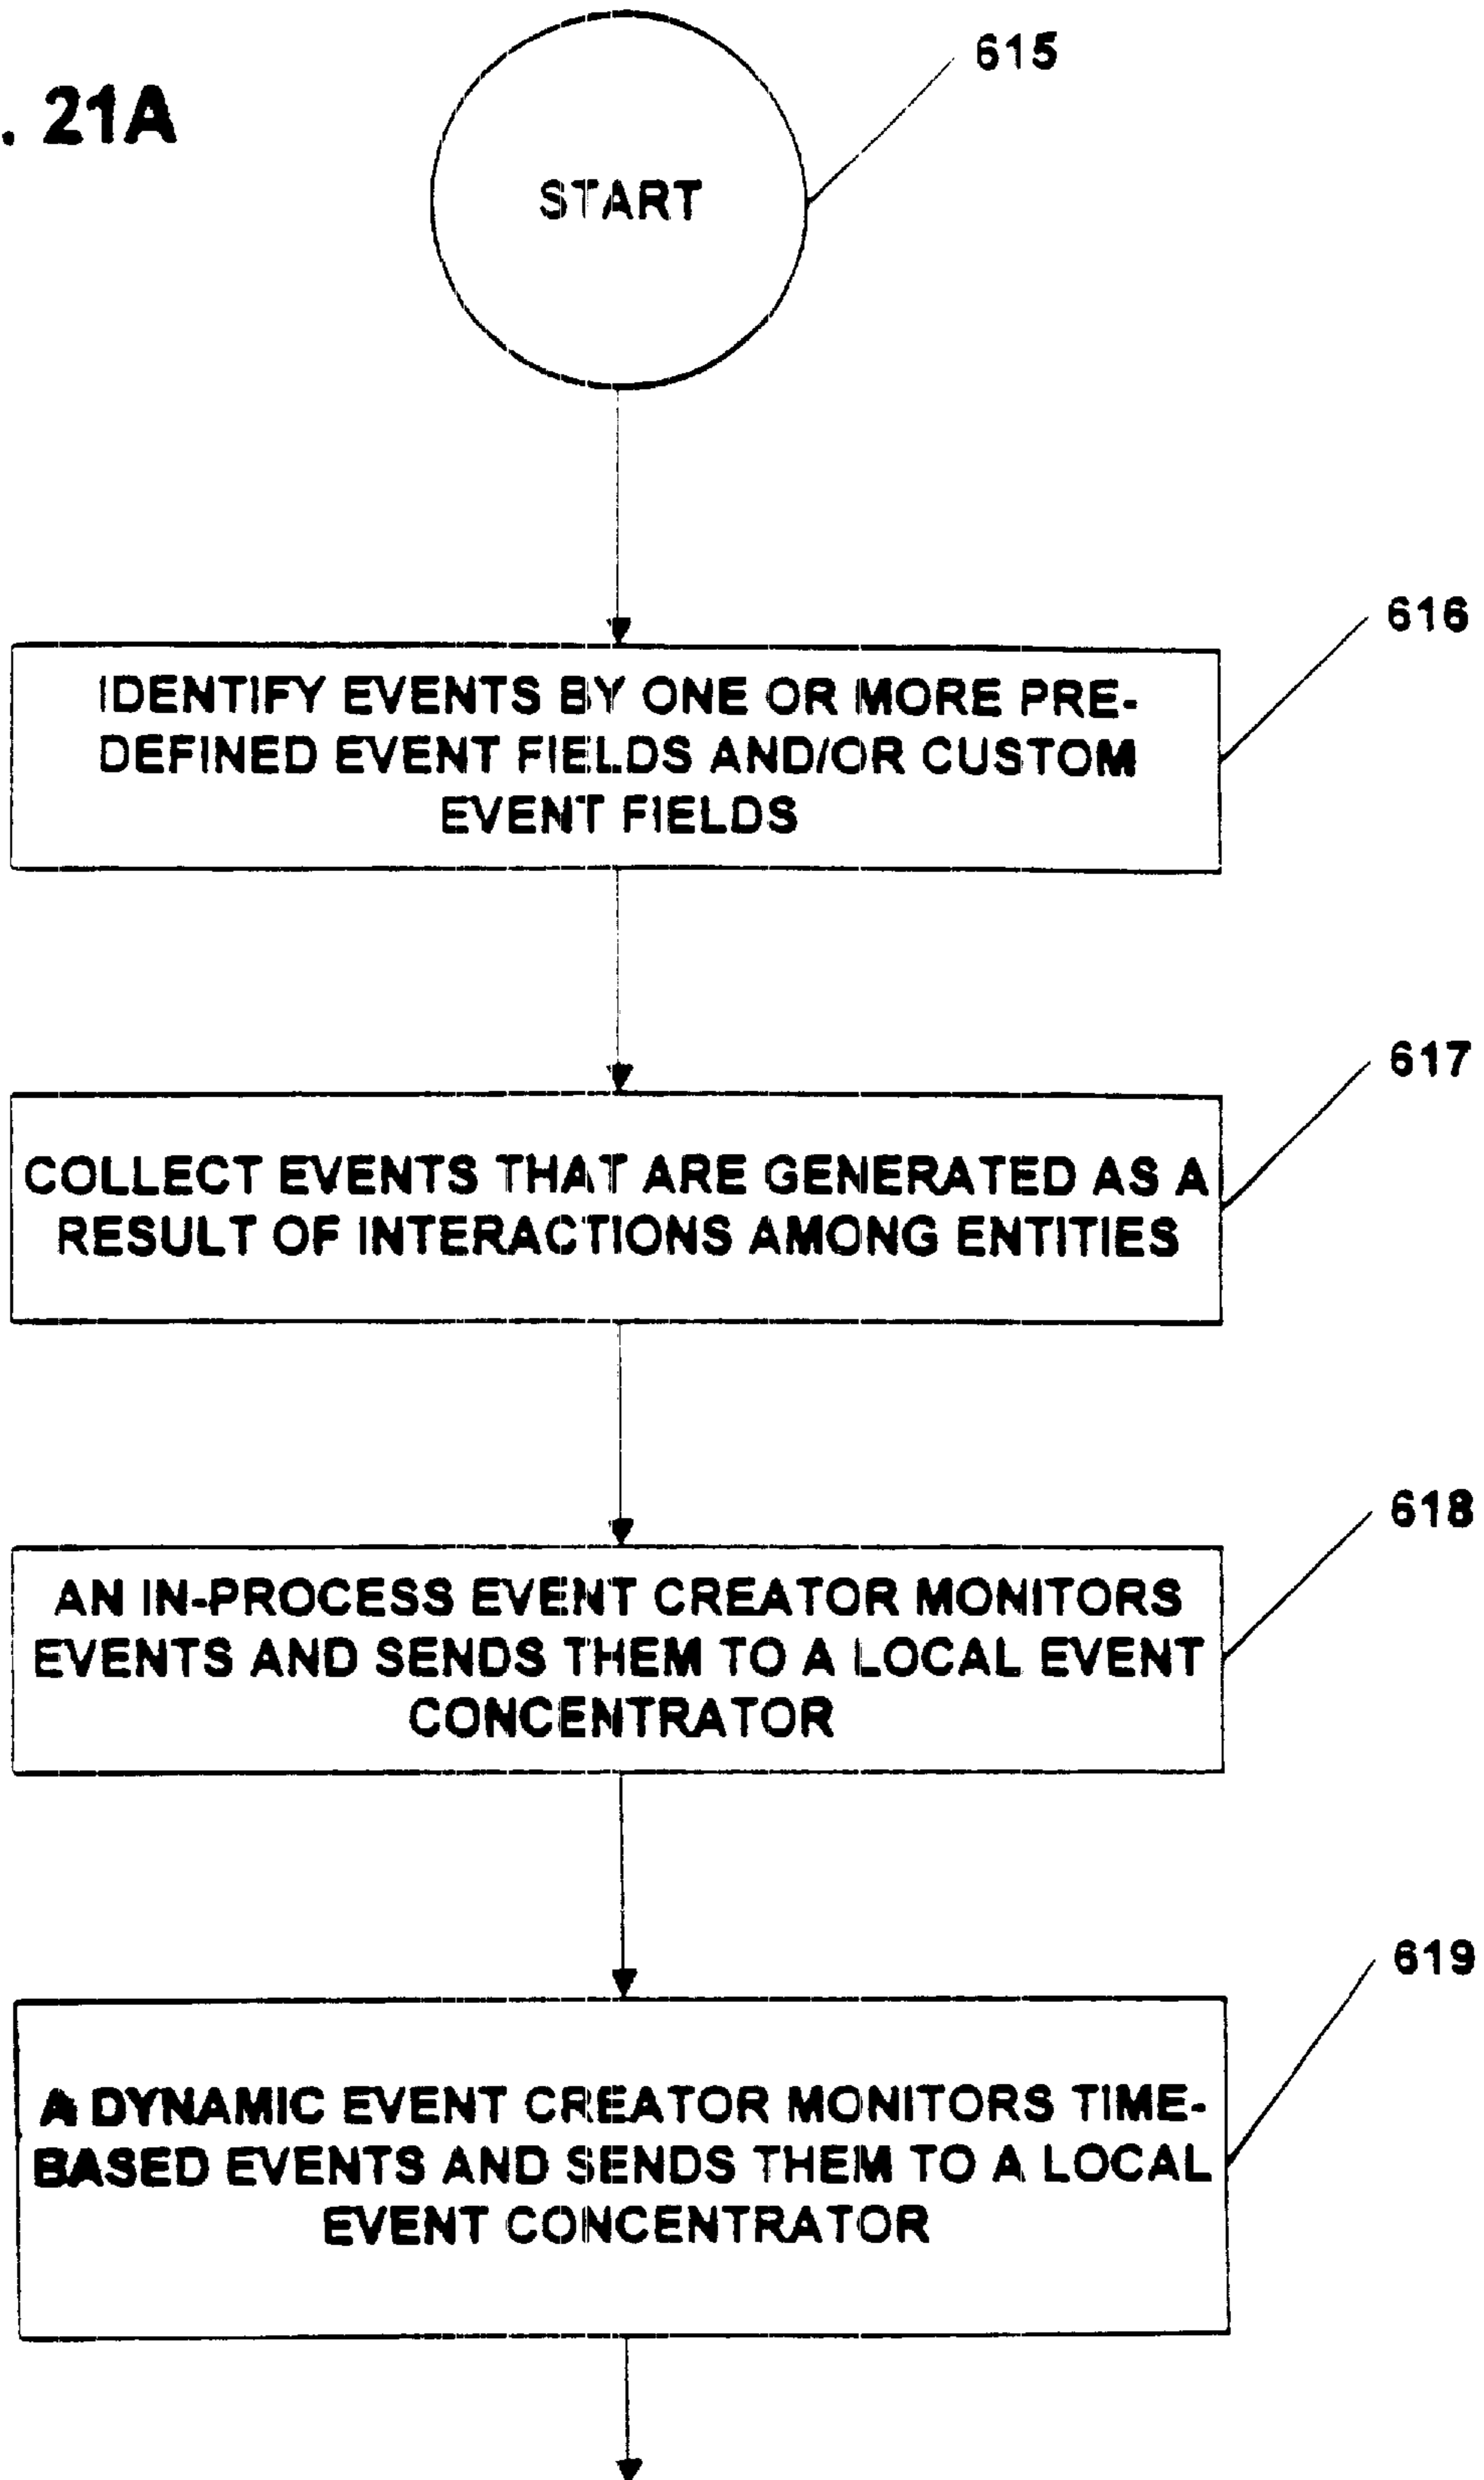 . 21A
615
START
616
IDENTIFY EVENTS BY ONE OR MORE PRE-
DEFINED EVENT FIELDS AND/OR CUSTOM
EVENT FIELDS
617
COLLECT EVENTS THAT ARE GENERATED AS A
RESULT OF INTERACTIONS AMONG ENTITIES
618
AN IN-PROCESS EVENT CREATOR MONITORS
EVENTS AND SENDS THEM TO A LOCAL EVENT
CONCENTRATOR
619
A DYNAMIC EVENT CREATOR MONITORS TIME-
BASED EVENTS AND SENDS THEM TO A LOCAL
EVENT CONCENTRATOR